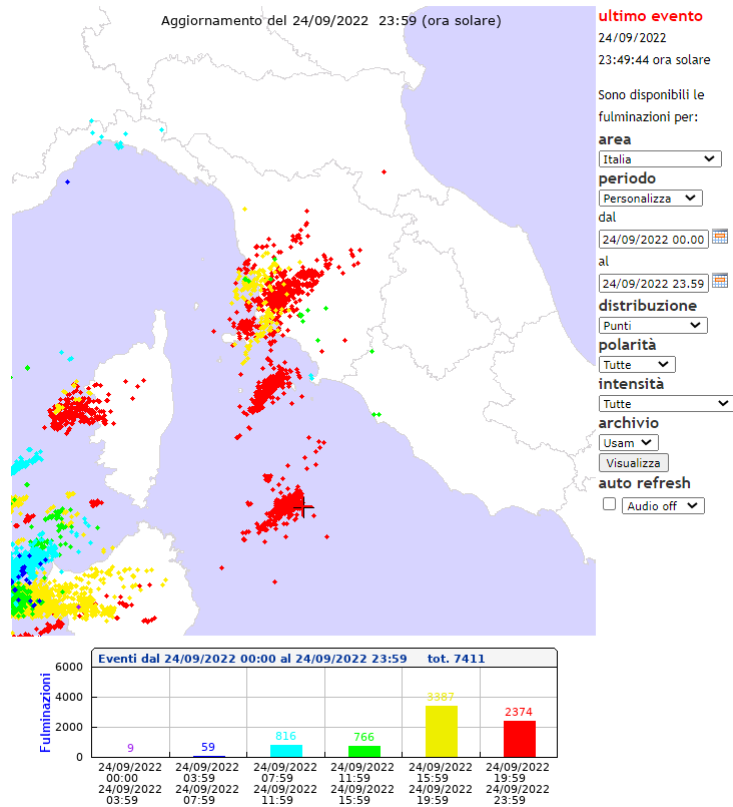 Aggiornamento del 24/09/2022 23:59 (ora solare)
ultimo evento
24/09/2022
23:49:44 ora solare
Sono disponibili le
fulminazioni per:
area
Italia
periodo
Personalizza
dal
24/09/2022 00.00
al
24/09/2022 23.59
distribuzione
Punti
polarità
Tutte
intensità
Tutte
archivio
Usam
Visualizza
auto refresh
Audio off
Eventi dal 24/09/2022 00:00 al 24/09/2022 23:59 tot. 7411
Fulminazioni
6000
4000
2000
0
9
59
816
766
3387
2374
24/09/2022 24/09/2022 24/09/2022 24/09/2022 24/09/2022 24/09/2022
00:00 03:59 07:59 11:59 15:59 19:59
24/09/2022 24/09/2022 24/09/2022 24/09/2022 24/09/2022 24/09/2022
03:59 07:59 11:59 15:59 19:59 23:59